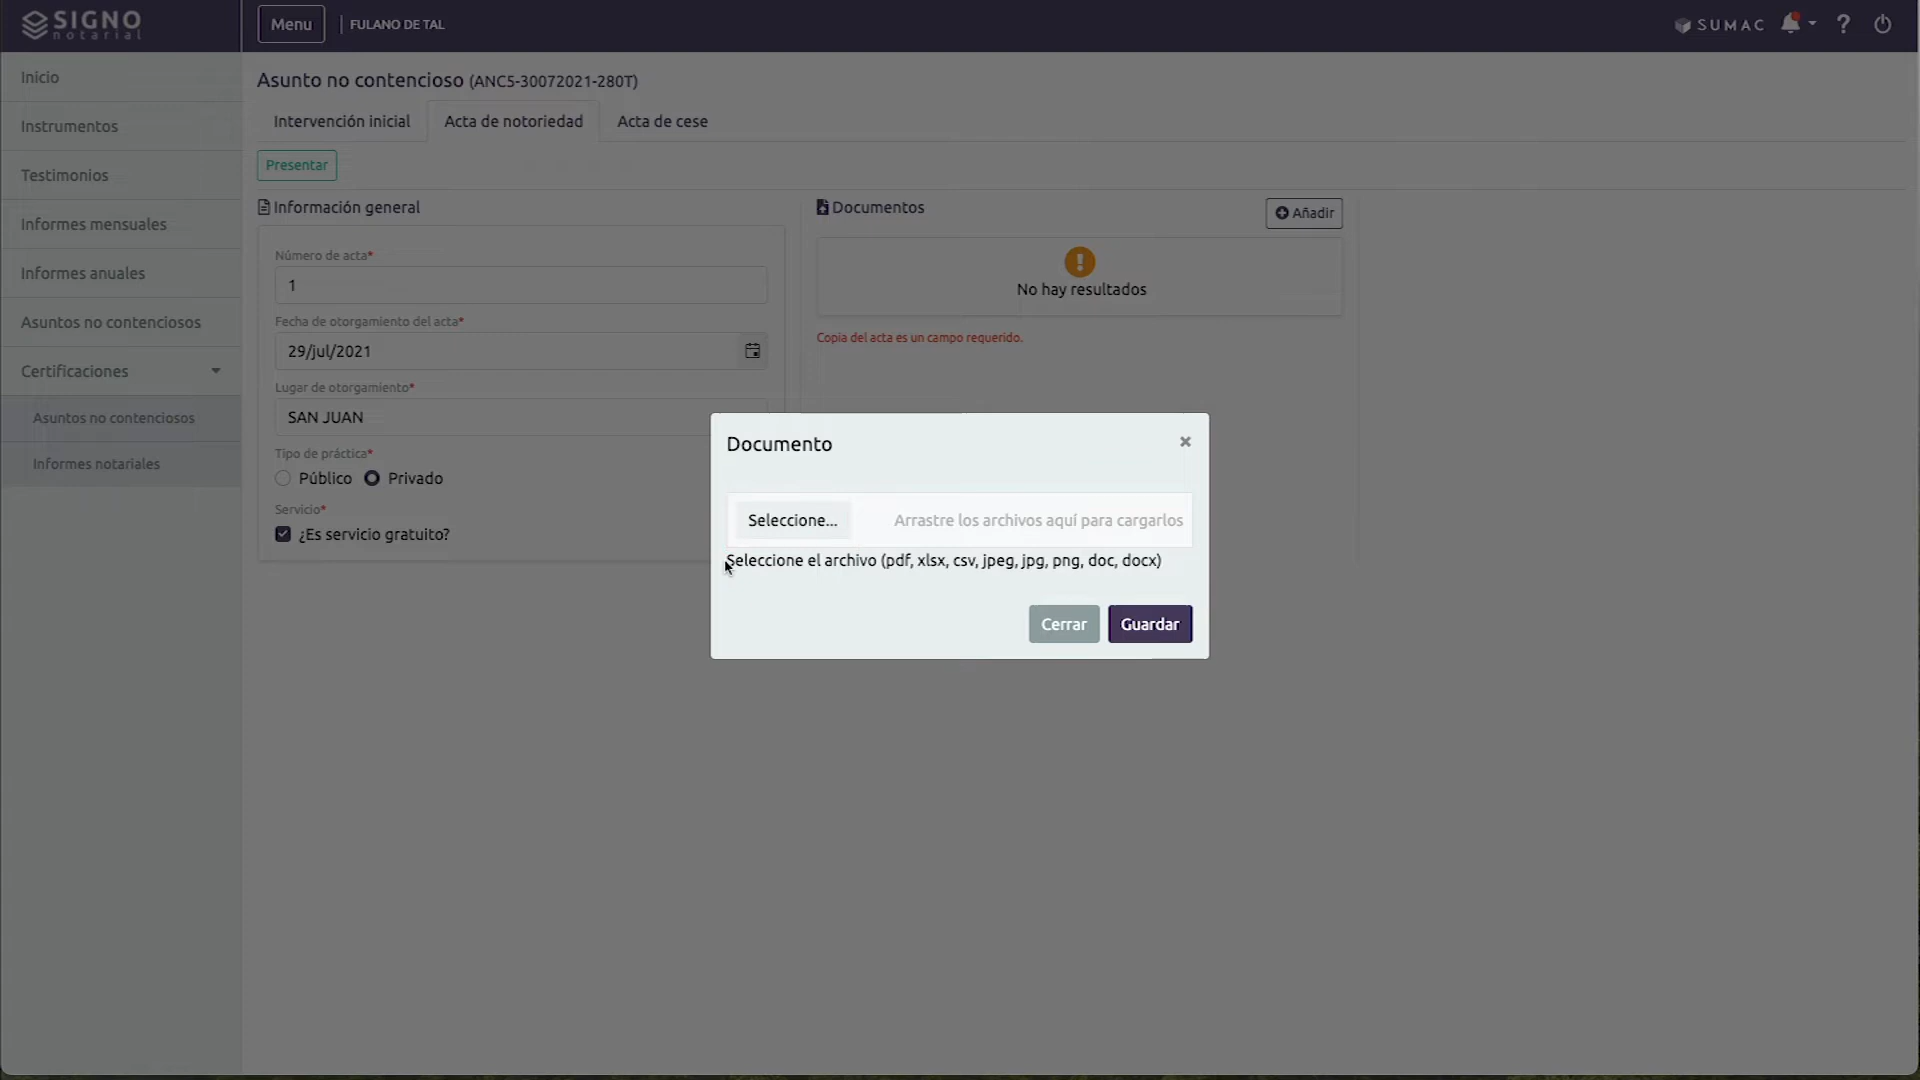 SIGNO
notarial
Menu
FULANO DE TAL
SUMAC
?
Inicio
Instrumentos
Testimonios
Informes mensuales
Informes anuales
Asuntos no contenciosos
Certificaciones
Asuntos no contenciosos
Informes notariales
Asunto no contencioso (ANC5-30072021-280T)
Intervención inicial
Acta de notoriedad
Acta de cese
Presentar
Información general
Número de acta*
1
Fecha de otorgamiento del acta*
29/jul/2021
Lugar de otorgamiento*
SAN JUAN
Tipo de práctica*
Público
Privado
Servicio*
¿Es servicio gratuito?
Documentos
Añadir
No hay resultados
Copia del acta es un campo requerido.
Documento
Seleccione...
Arrastre los archivos aquí para cargarlos
Seleccione el archivo (pdf, xlsx, csv, jpeg, jpg, png, doc, docx)
Cerrar
Guardar